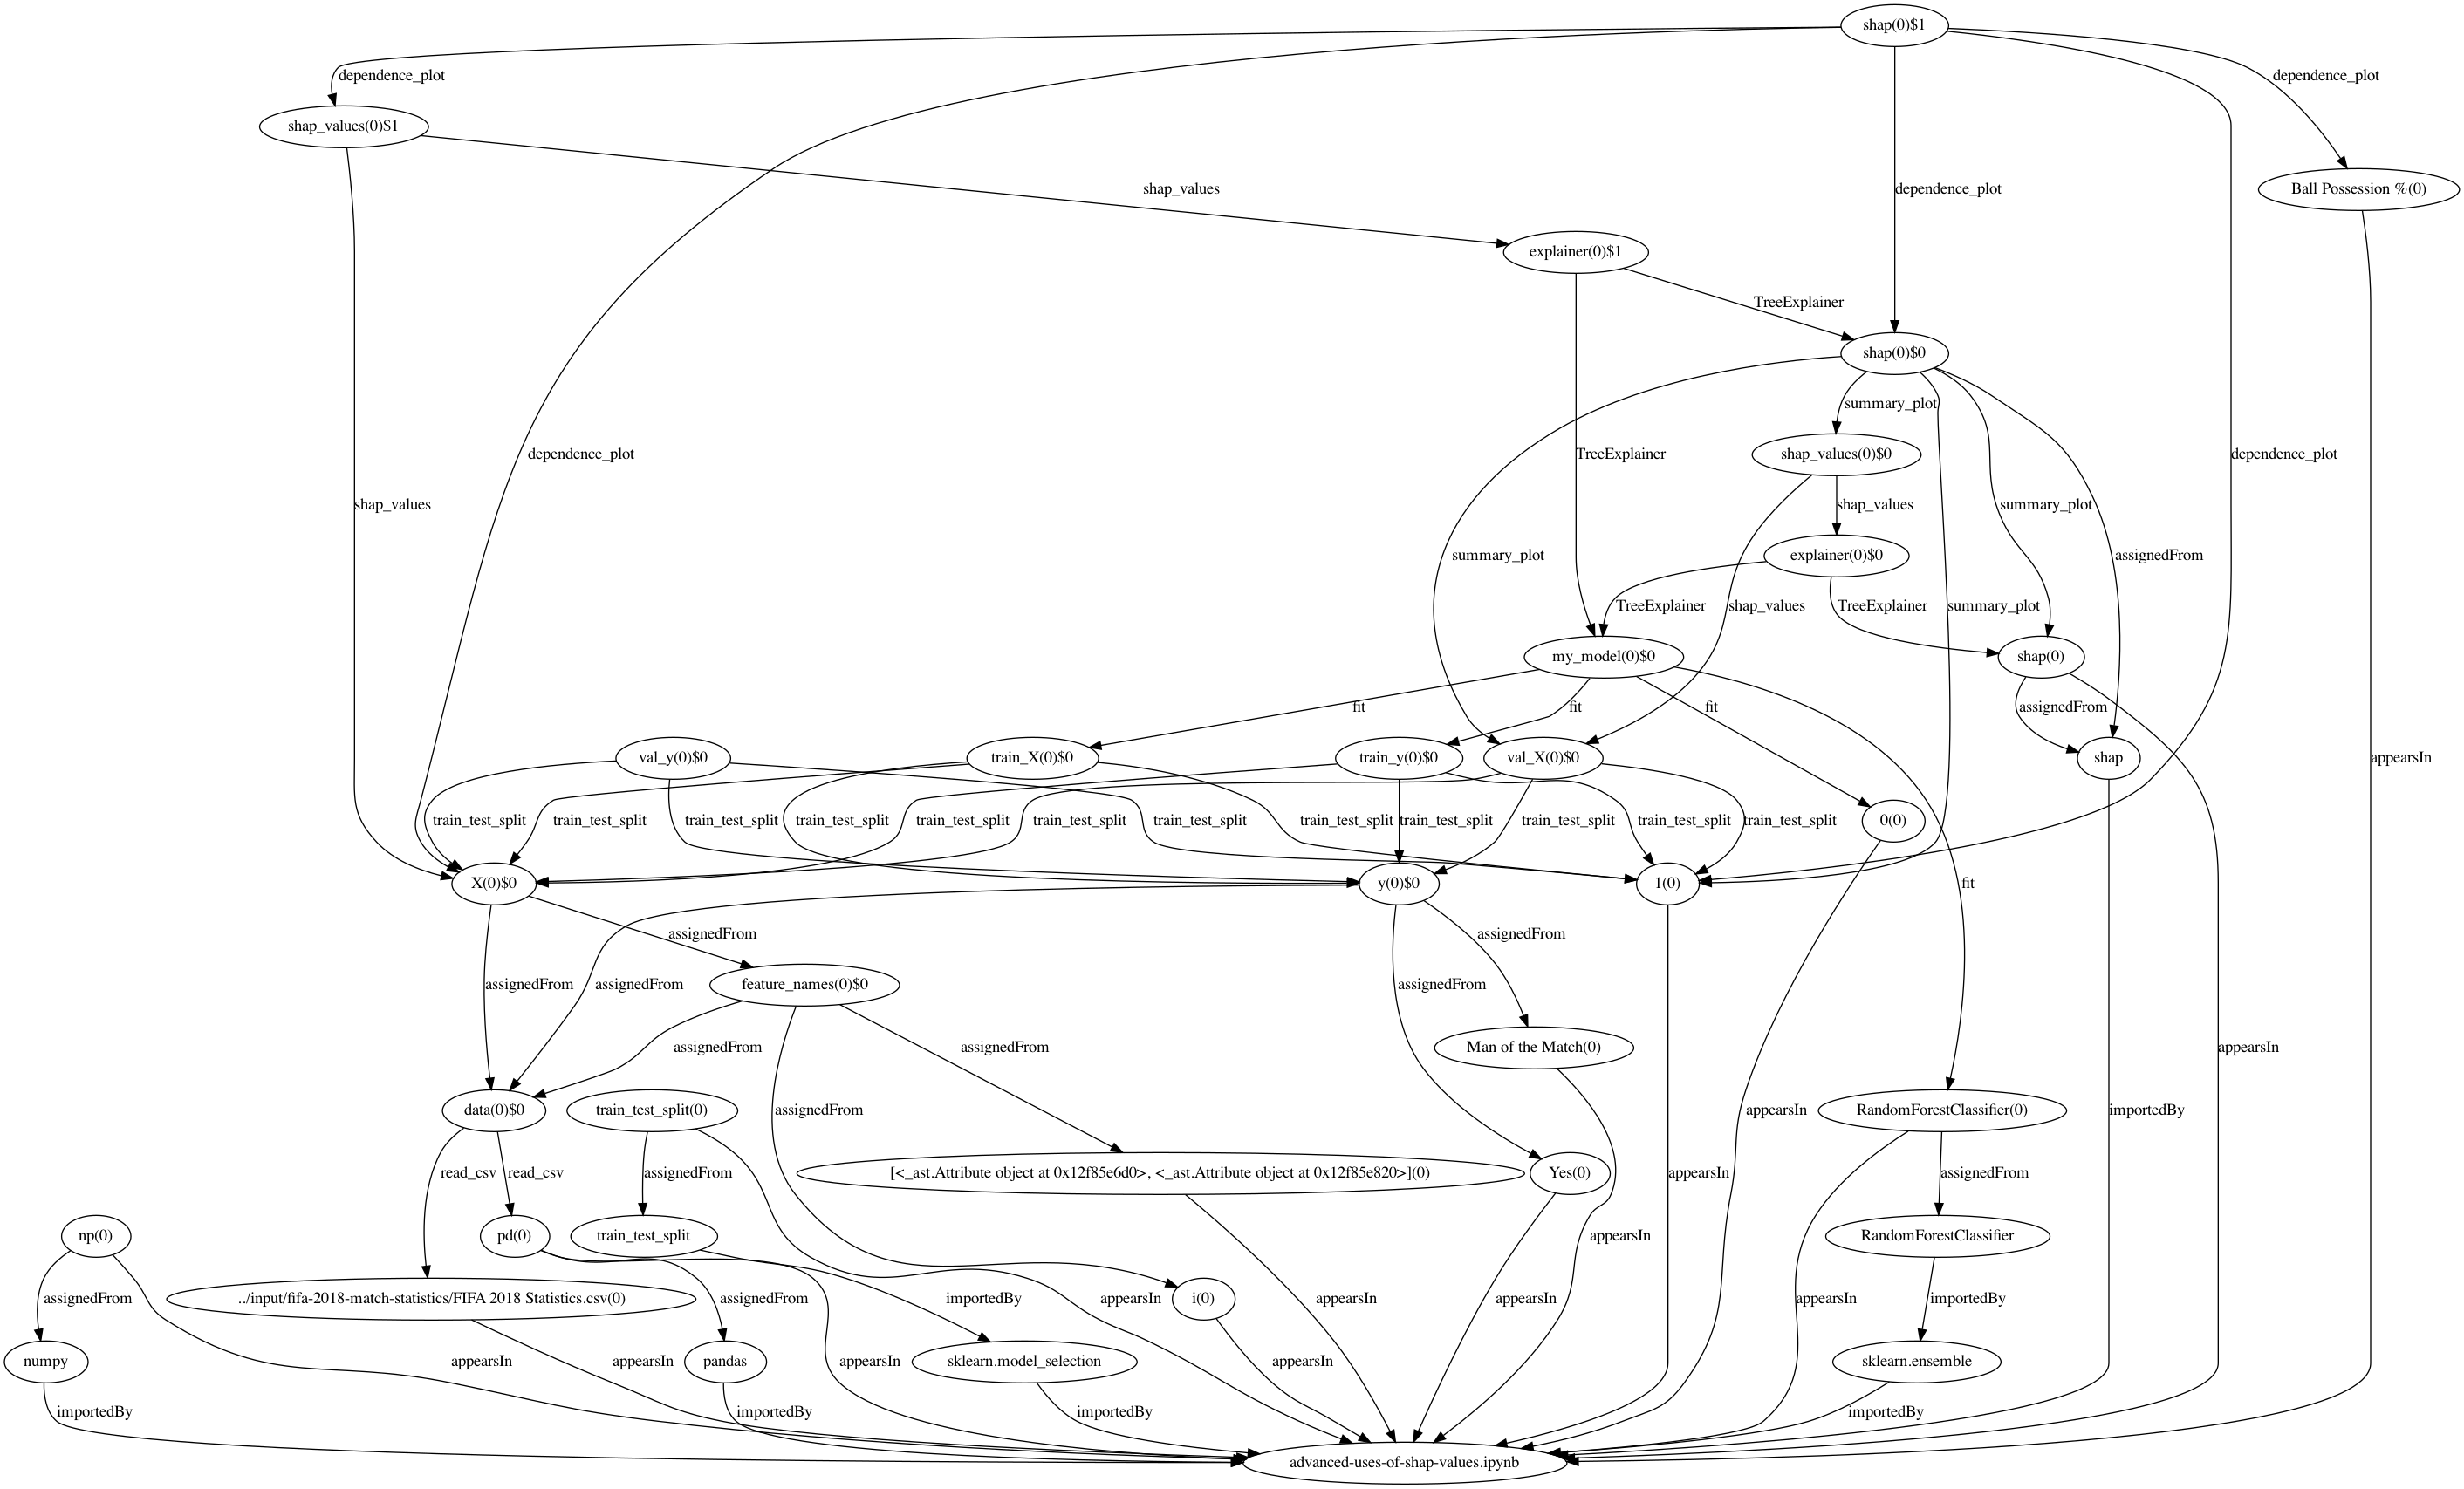 shap(0)$1
dependence_plot
dependence_plot
shap_values(0)$1
shap_values
dependence_plot
Ball Possession %(0)
explainer(0)$1
TreeExplainer
shap(0)$0
summary_plot
dependence_plot
shap_values
TreeExplainer
shap_values(0)$0
dependence_plot
shap_values
summary_plot
summary_plot
explainer(0)$0
assignedFrom
TreeExplainer
shap_values
TreeExplainer
summary_plot
my_model(0)$0
shap(0)
fit
fit
fit
assignedFrom
val_y(0)$0
train_X(0)$0
train_y(0)$0
val_X(0)$0
shap
appearsIn
train_test_split
train_test_split
train_test_split
train_test_split
train_test_split
train_test_split
train_test_split
train_test_split
train_test_split
train_test_split
train_test_split
train_test_split
0(0)
X(0)$0
y(0)$0
1(0)
fit
assignedFrom
assignedFrom
assignedFrom
assignedFrom
feature_names(0)$0
assignedFrom
assignedFrom
assignedFrom
Man of the Match(0)
appearsIn
data(0)$0
train_test_split(0)
assignedFrom
appearsIn
RandomForestClassifier(0)
importedBy
read_csv
read_csv
assignedFrom
[<_ast.Attribute object at 0x12f85e6d0>, <_ast.Attribute object at 0x12f85e820>](0)
Yes(0)
appearsIn
assignedFrom
np(0)
pd(0)
train_test_split
appearsIn
RandomForestClassifier
assignedFrom
../input/fifa-2018-match-statistics/FIFA 2018 Statistics.csv(0)
assignedFrom
importedBy
appearsIn
i(0)
appearsIn
appearsIn
appearsIn
importedBy
numpy
appearsIn
appearsIn
pandas
appearsIn
sklearn.model_selection
appearsIn
sklearn.ensemble
importedBy
importedBy
importedBy
importedBy
advanced-uses-of-shap-values.ipynb